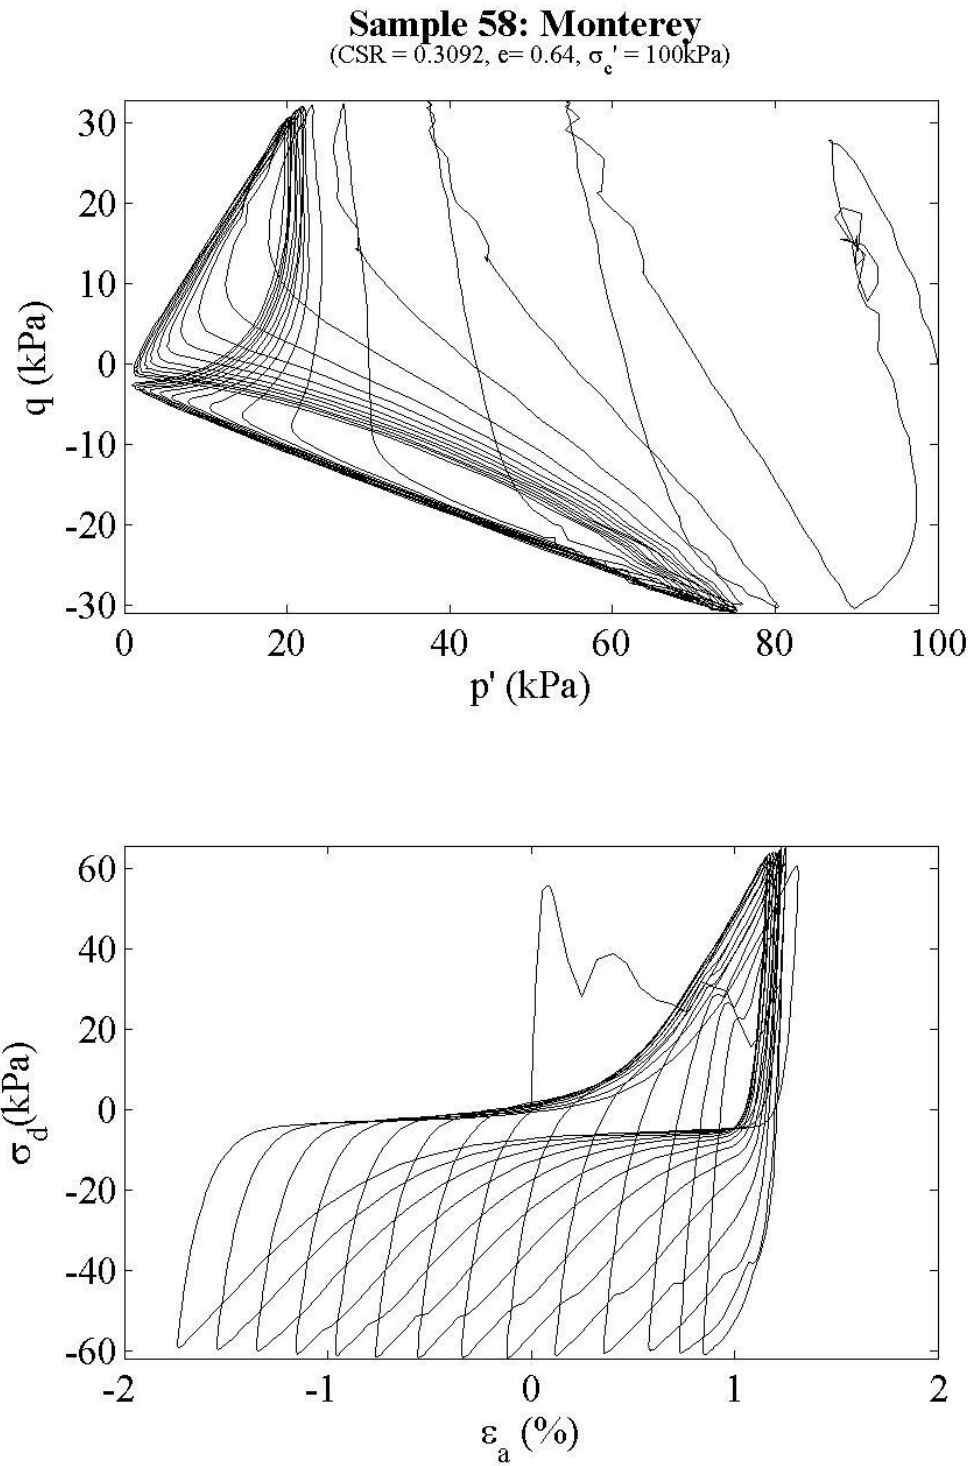 Sample 58: Monterey
(CSR = 0.3092, e= 0.64, σc' = 100kPa)
30
20
10
0
-10
-20
-30
q (kPa)
0 20 40 60 80 100
p' (kPa)
60
40
20
0
-20
-40
-60
σd(kPa)
-2 -1 0 1 2
εa (%)